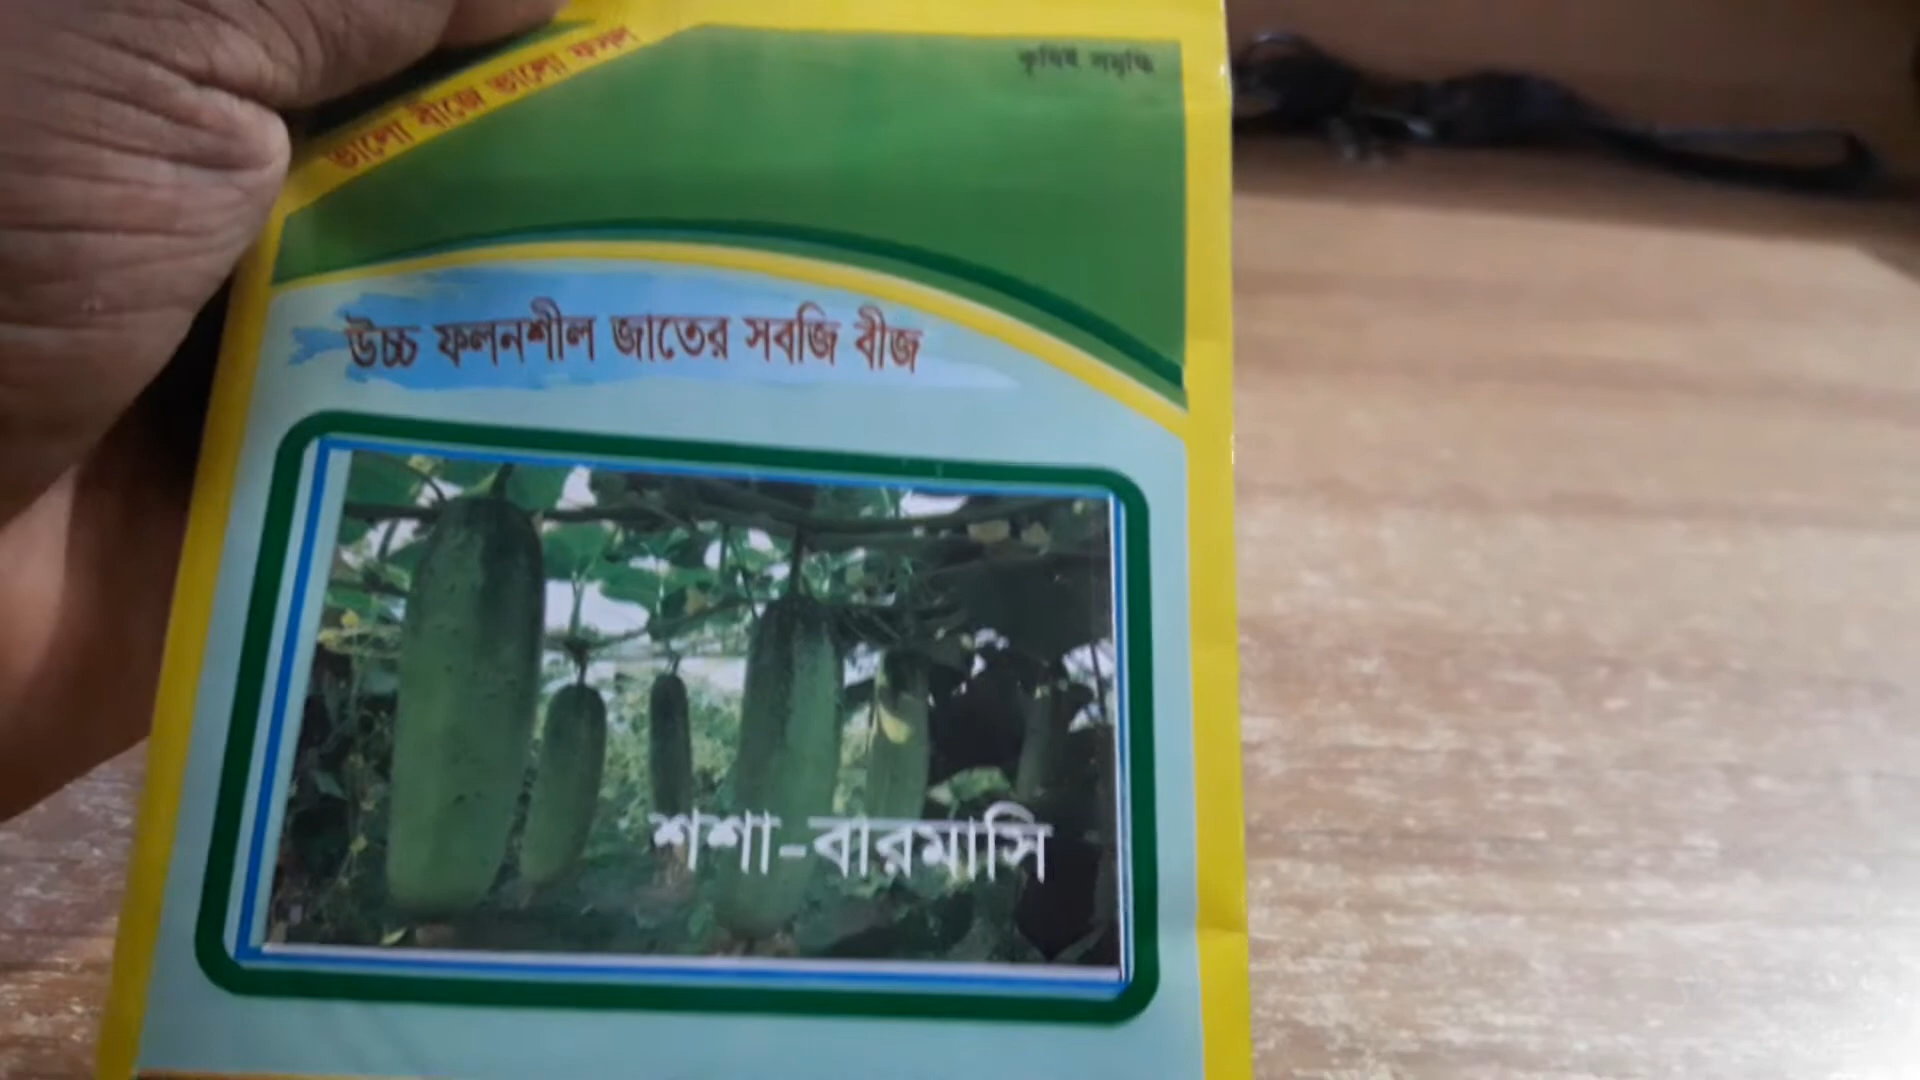 ভালো বীজে ভালো ফসল
কৃষিই সমৃদ্ধি
উচ্চ ফলনশীল জাতের সবজি বীজ
শশা-বারমাসি